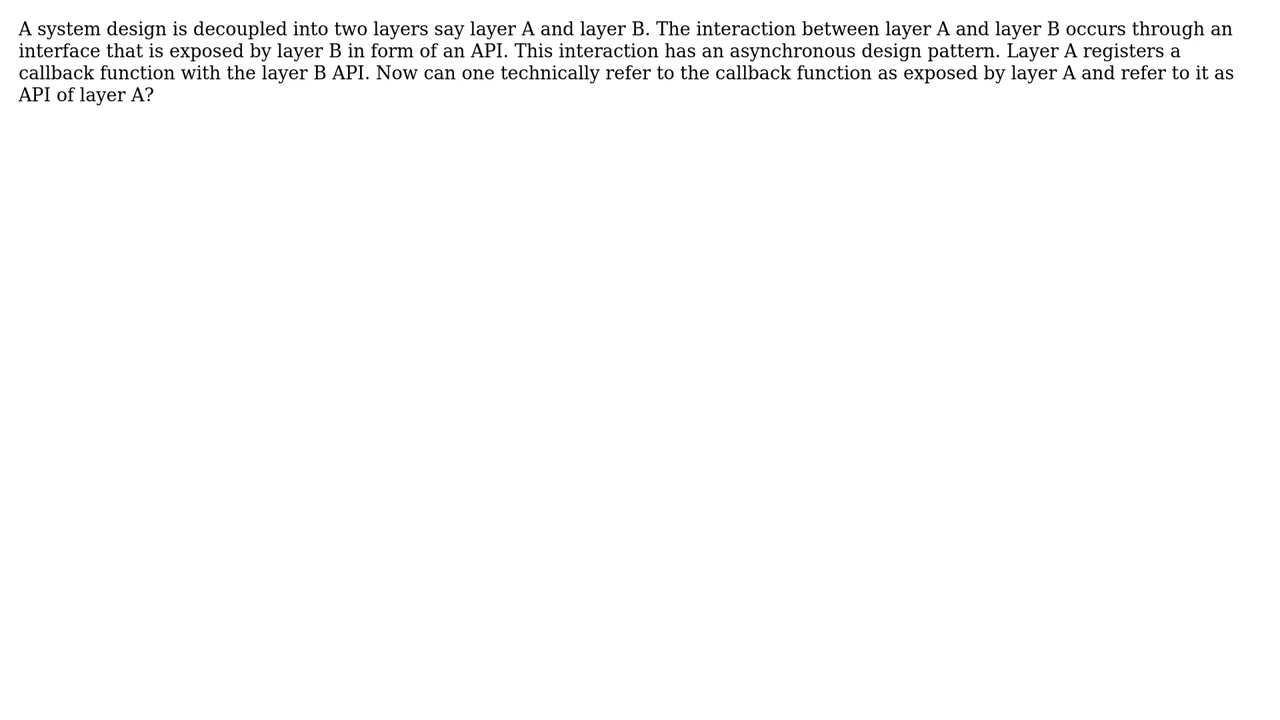 A system design is decoupled into two layers say layer A and layer B. The interaction between layer A and layer B occurs through an
interface that is exposed by layer B in form of an API. This interaction has an asynchronous design pattern. Layer A registers a
callback function with the layer B API. Now can one technically refer to the callback function as exposed by layer A and refer to it as
API of layer A?